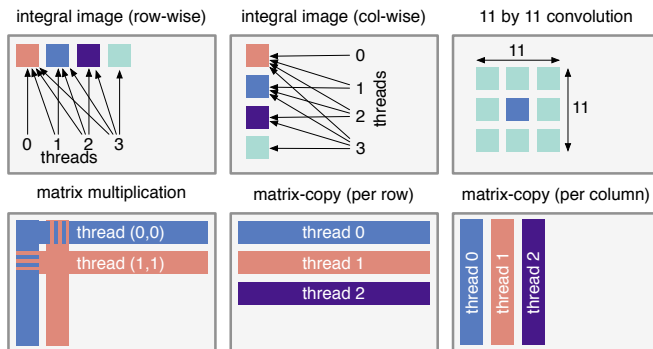 integral image (row-wise)
integral image (col-wise)
11 by 11 convolution
0 1 2 3
threads
0
1
2
3
threads
11
11
matrix multiplication
matrix-copy (per row)
matrix-copy (per column)
thread (0,0)
thread (1,1)
thread 0
thread 1
thread 2
thread 0
thread 1
thread 2